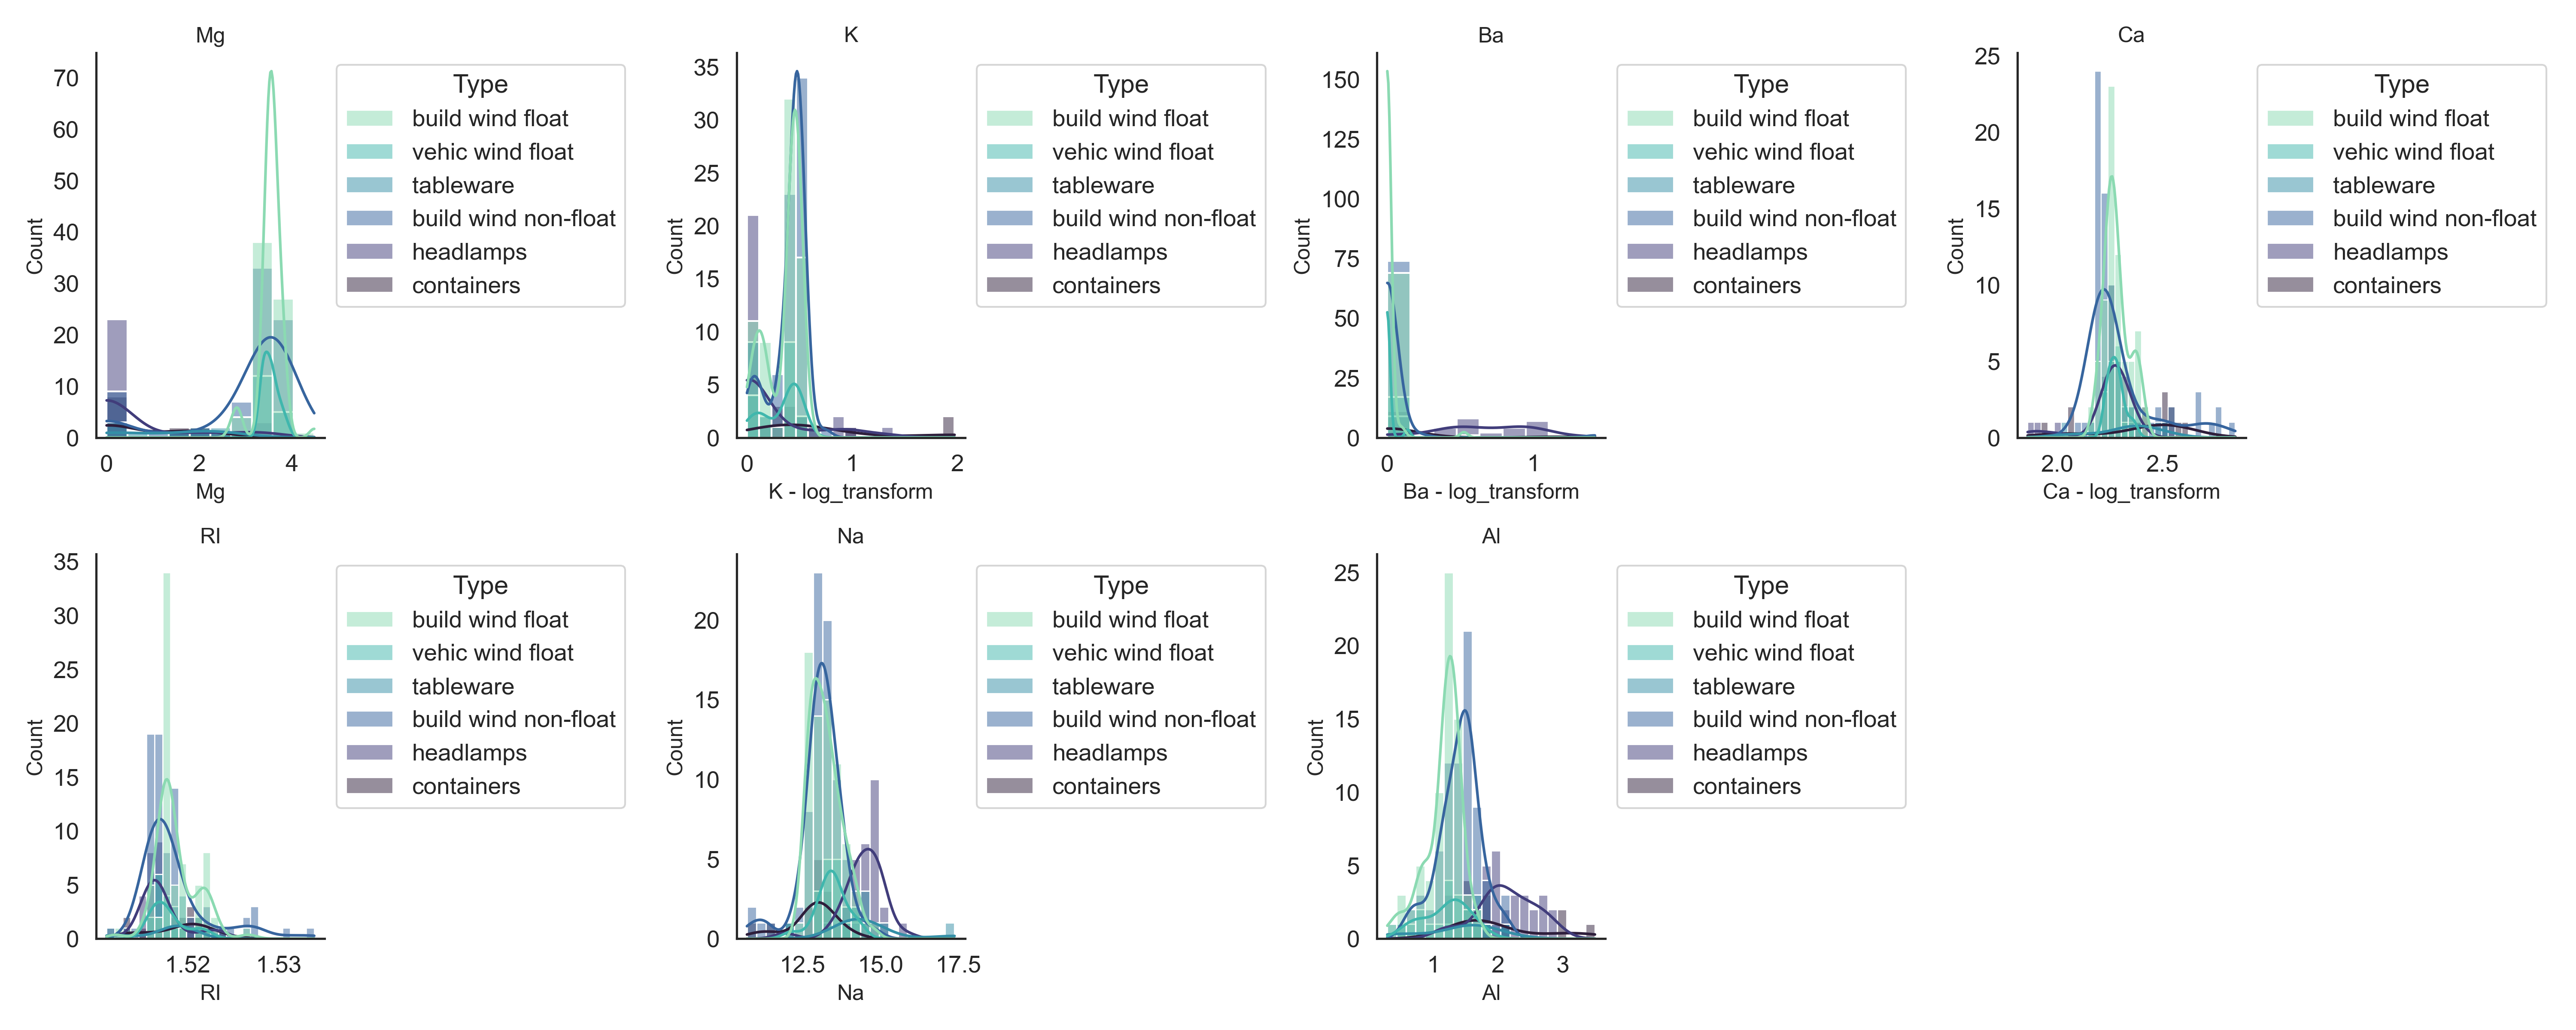 Mg
Count
70
60
50
40
30
20
10
0
0 2 4
Mg
Type
build wind float
vehic wind float
tableware
build wind non-float
headlamps
containers
K
Count
35
30
25
20
15
10
5
0
0 1 2
K - log_transform
Type
build wind float
vehic wind float
tableware
build wind non-float
headlamps
containers
Ba
Count
150
125
100
75
50
25
0
0 1
Ba - log_transform
Type
build wind float
vehic wind float
tableware
build wind non-float
headlamps
containers
Ca
Count
25
20
15
10
5
0
2.0 2.5
Ca - log_transform
Type
build wind float
vehic wind float
tableware
build wind non-float
headlamps
containers
RI
Count
35
30
25
20
15
10
5
0
1.52 1.53
RI
Type
build wind float
vehic wind float
tableware
build wind non-float
headlamps
containers
Na
Count
20
15
10
5
0
12.5 15.0 17.5
Na
Type
build wind float
vehic wind float
tableware
build wind non-float
headlamps
containers
Al
Count
25
20
15
10
5
0
1 2 3
Al
Type
build wind float
vehic wind float
tableware
build wind non-float
headlamps
containers